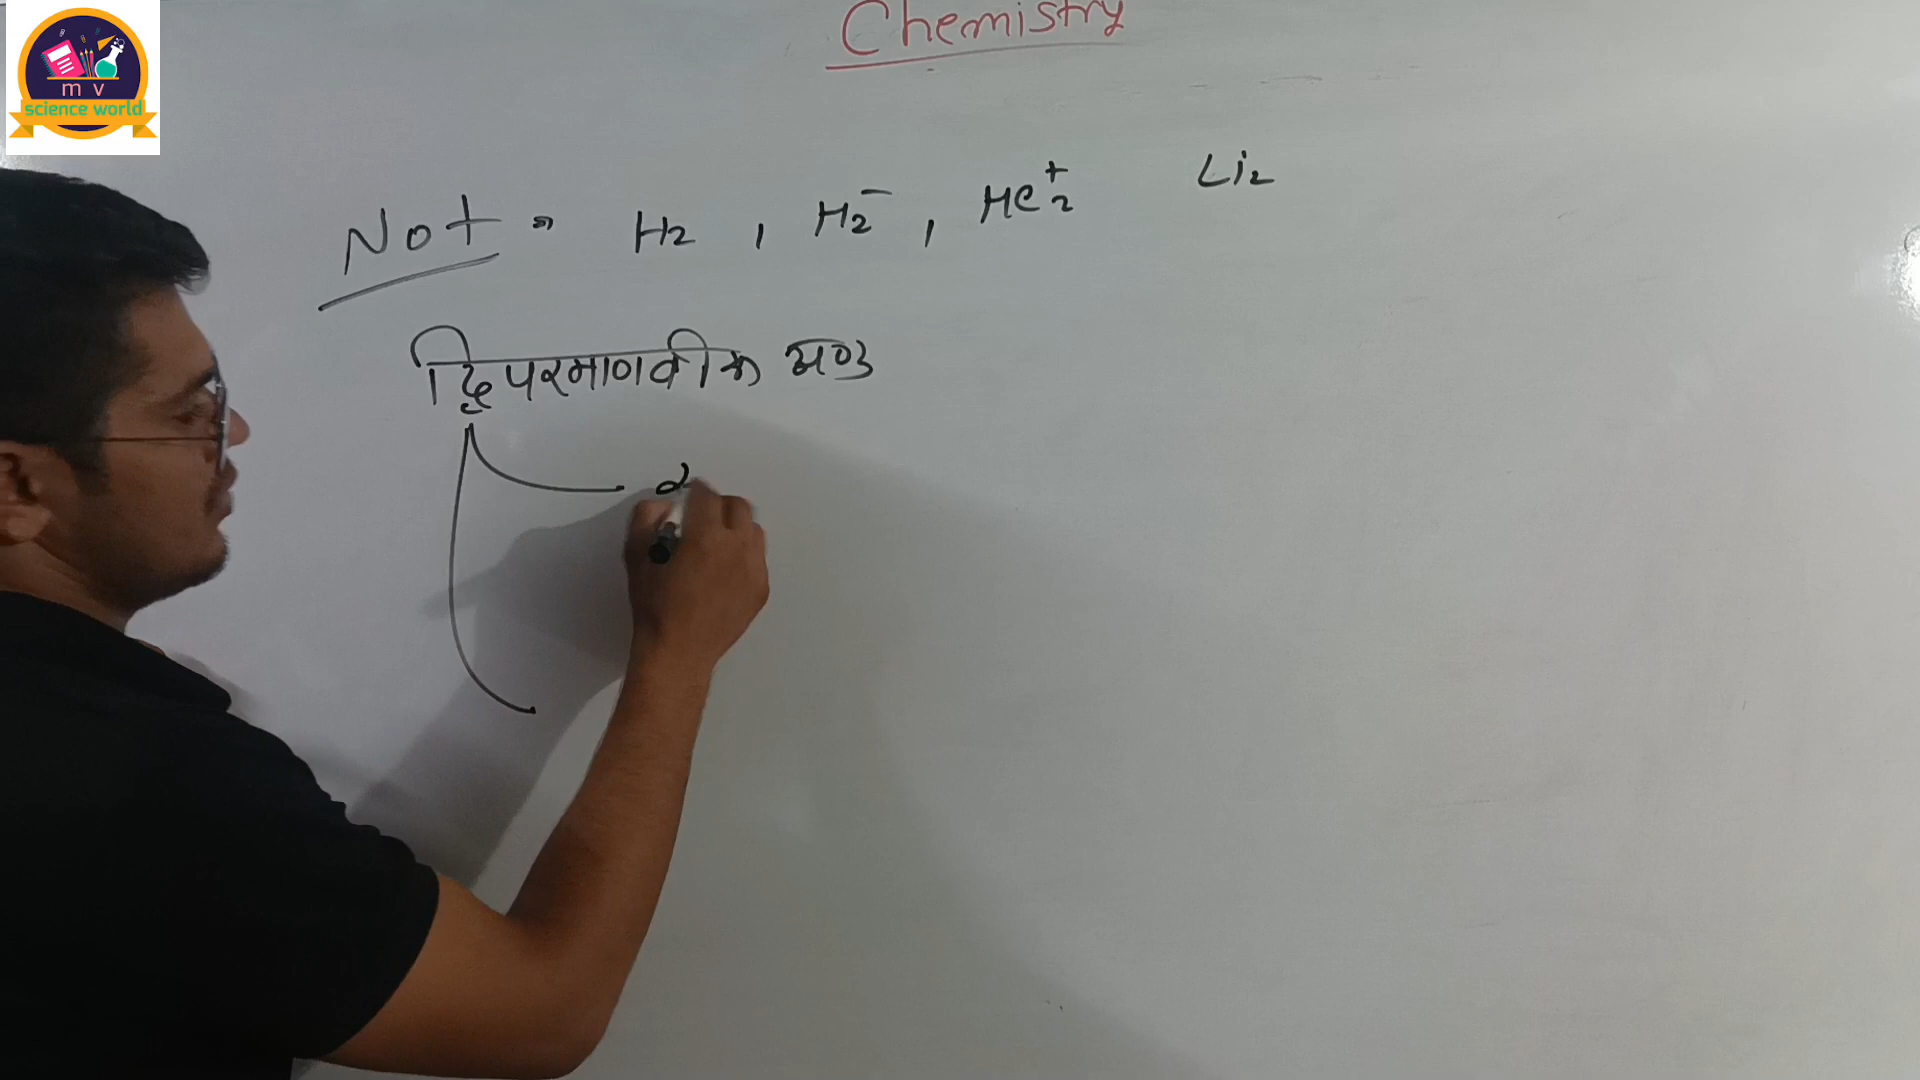 Chemistry
m v
science world
Not = H₂ , H₂⁻ , He₂⁺ Li₂
द्विपरमाणवीक अणु